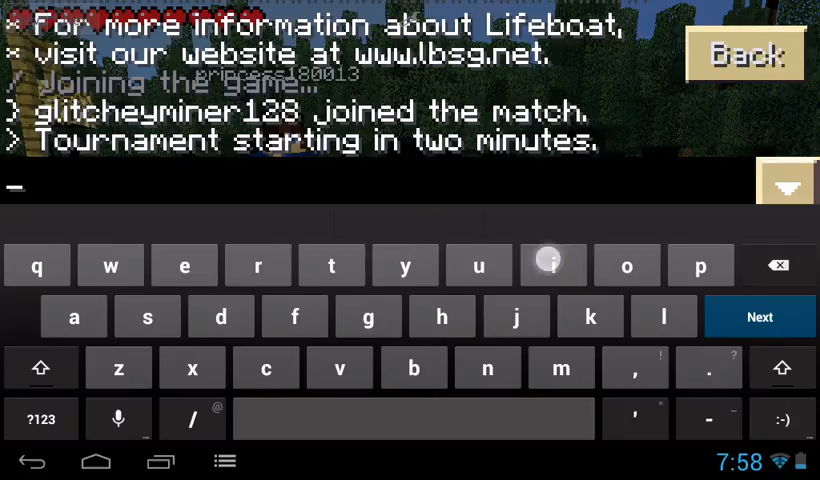 * For more information about Lifeboat,
* visit our website at www.lbsg.net.
/ Joining the game...
princess180013
> glitcheyminer128 joined the match.
> Tournament starting in two minutes.
Back
_
q w e r t y u i o p
a s d f g h j k l Next
z x c v b n m , ! . ?
?123 / @ ' " - _ :-)
7:58